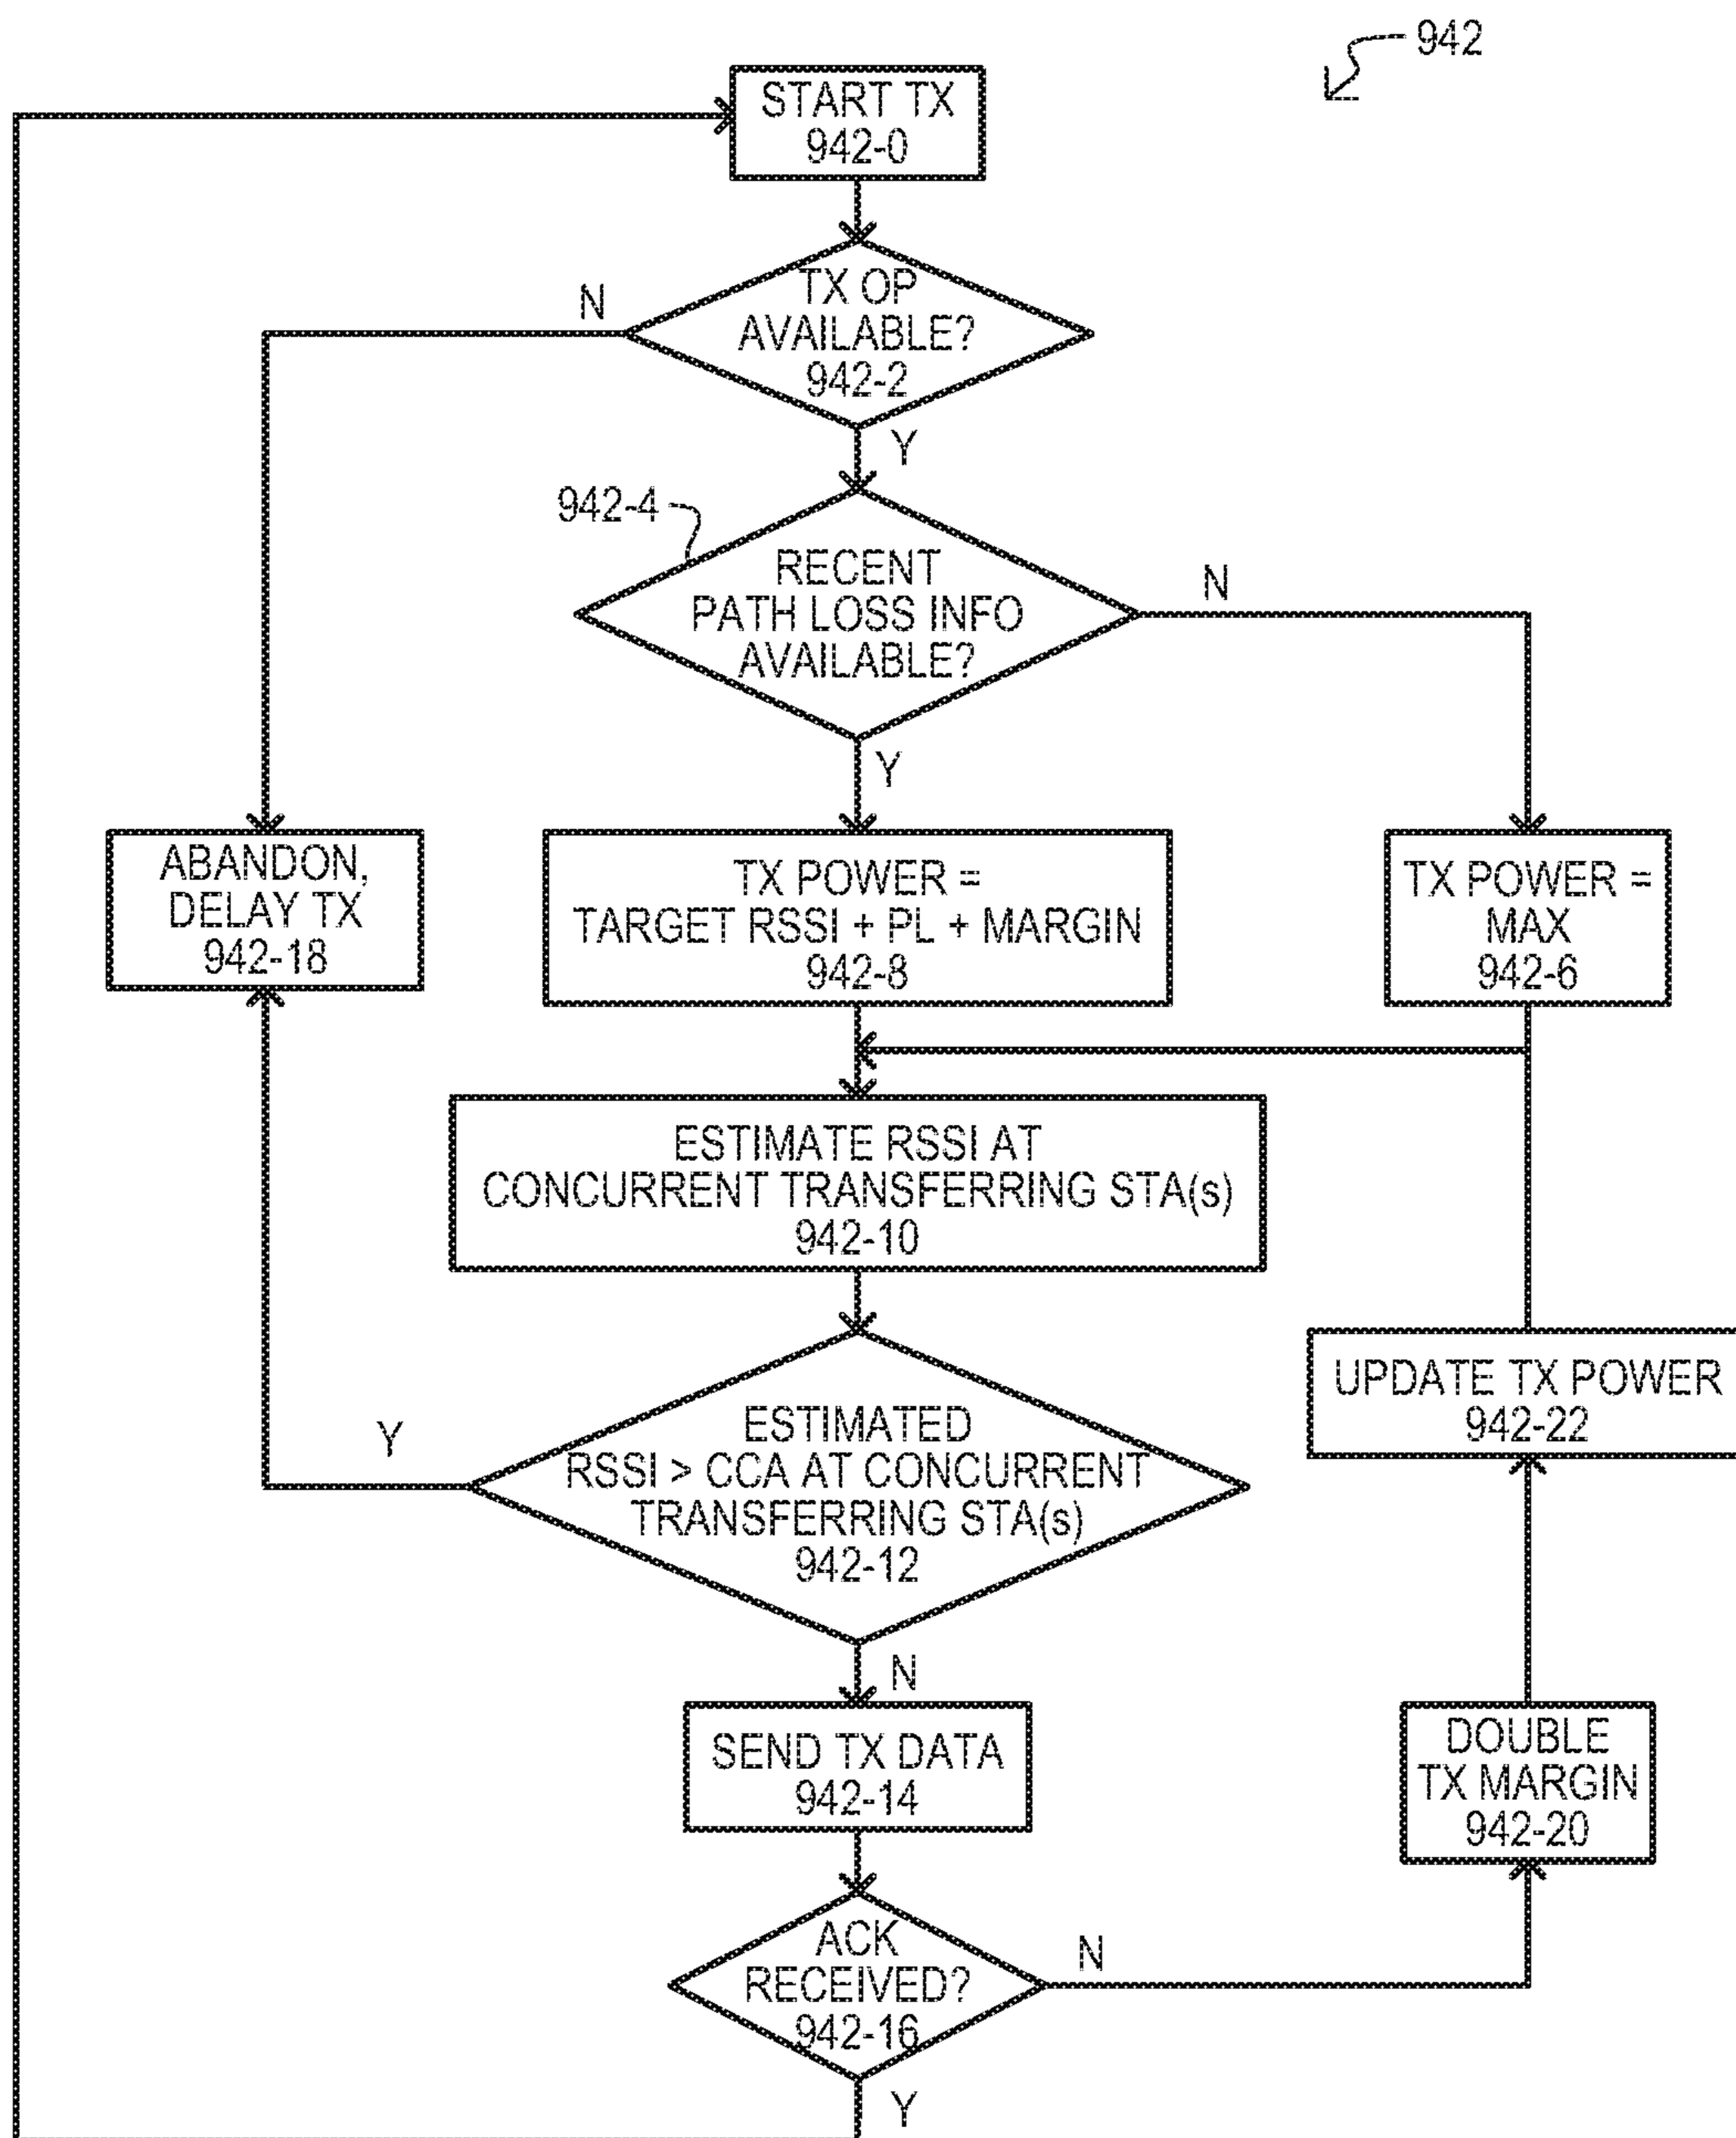 942
START TX
942-0
N
TX OP
AVAILABLE?
942-2
Y
942-4
RECENT
PATH LOSS INFO
AVAILABLE?
N
Y
ABANDON,
DELAY TX
942-18
TX POWER =
TARGET RSSI + PL + MARGIN
942-8
TX POWER =
MAX
942-6
ESTIMATE RSSI AT
CONCURRENT TRANSFERRING STA(s)
942-10
ESTIMATED
RSSI > CCA AT CONCURRENT
TRANSFERRING STA(s)
942-12
Y
UPDATE TX POWER
942-22
N
SEND TX DATA
942-14
DOUBLE
TX MARGIN
942-20
ACK
RECEIVED?
942-16
N
Y